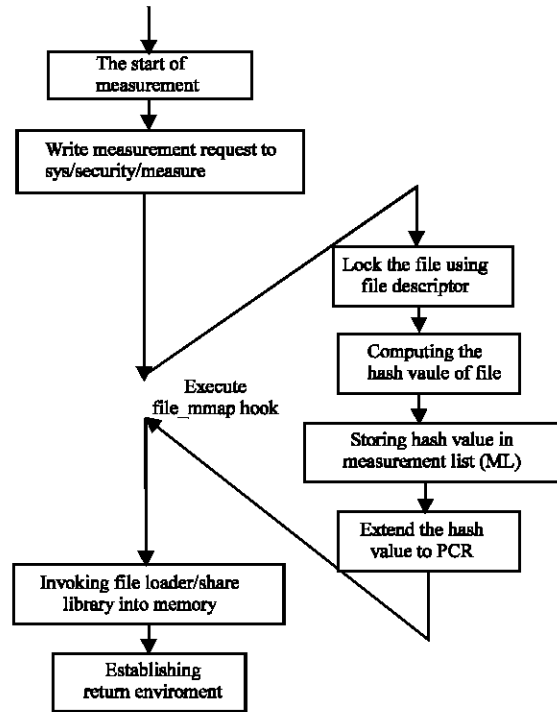 The start of
measurement
Write measurement request to
sys/security/measure
Lock the file using
file descriptor
Computing the
hash vaule of file
Execute
file_mmap hook
Storing hash value in
measurement list (ML)
Extend the hash
value to PCR
Invoking file loader/share
library into memory
Establishing
return enviroment